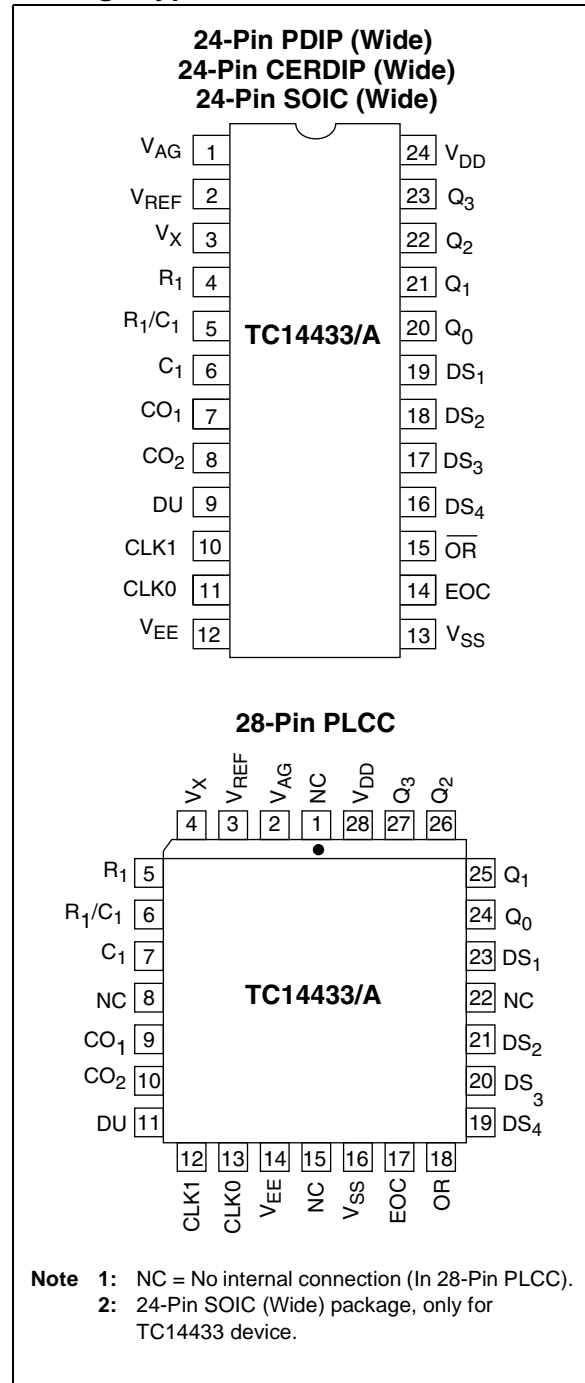 24-Pin PDIP (Wide)
24-Pin CERDIP (Wide)
24-Pin SOIC (Wide)
VAG 1 24 VDD
VREF 2 23 Q3
VX 3 22 Q2
R1 4 21 Q1
R1/C1 5 20 Q0
TC14433/A
C1 6 19 DS1
CO1 7 18 DS2
CO2 8 17 DS3
DU 9 16 DS4
CLK1 10 15 OR
CLK0 11 14 EOC
VEE 12 13 VSS
28-Pin PLCC
VX VREF VAG NC VDD Q3 Q2
4 3 2 1 28 27 26
R1 5 25 Q1
R1/C1 6 24 Q0
C1 7 23 DS1
NC 8 TC14433/A 22 NC
CO1 9 21 DS2
CO2 10 20 DS3
DU 11 19 DS4
12 13 14 15 16 17 18
CLK1 CLK0 VEE NC VSS EOC OR
Note 1: NC = No internal connection (In 28-Pin PLCC).
2: 24-Pin SOIC (Wide) package, only for
TC14433 device.